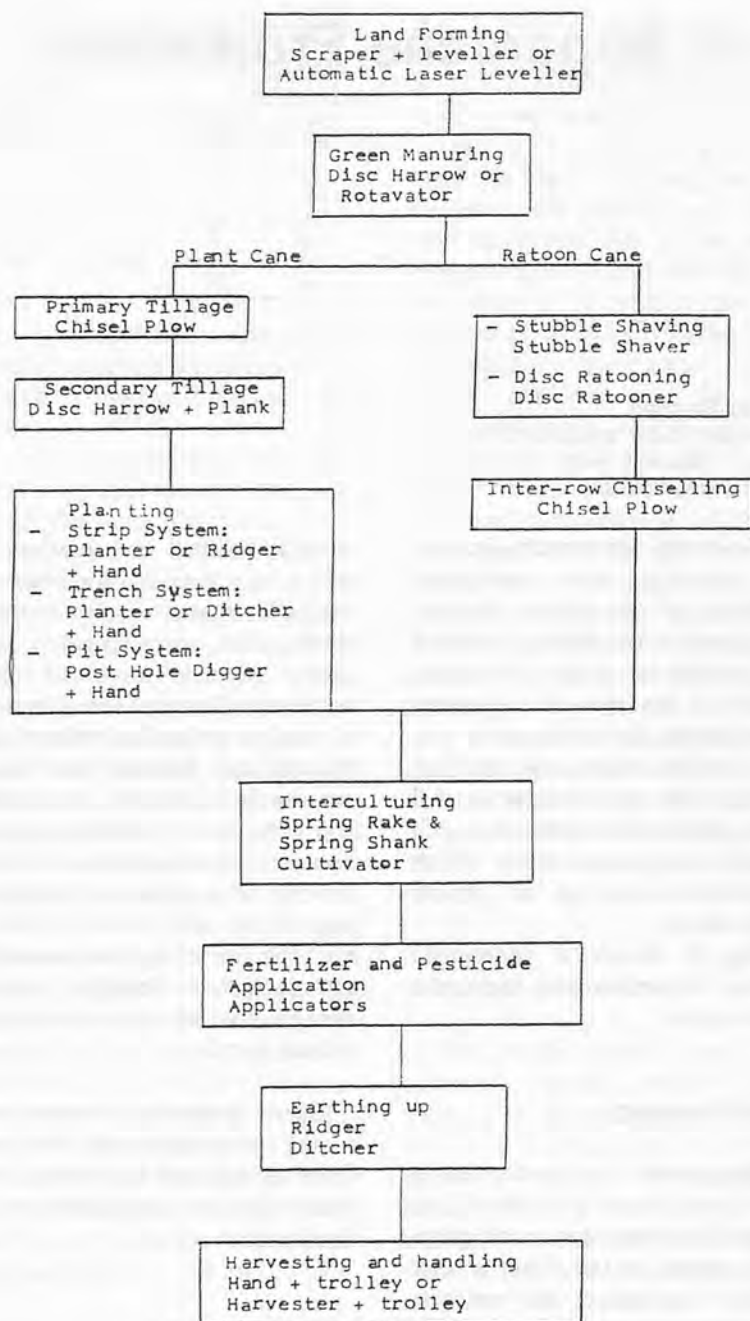 Land Forming
Scraper + leveller or
Automatic Laser Leveller
Green Manuring
Disc Harrow or
Rotavator
Plant Cane
Ratoon Cane
Primary Tillage
Chisel Plow
Secondary Tillage
Disc Harrow + Plank
Planting
- Strip System:
Planter or Ridger
+ Hand
- Trench System:
Planter or Ditcher
+ Hand
- Pit System:
Post Hole Digger
+ Hand
- Stubble Shaving
Stubble Shaver
- Disc Ratooning
Disc Ratooner
Inter-row Chiselling
Chisel Plow
Interculturing
Spring Rake &
Spring Shank
Cultivator
Fertilizer and Pesticide
Application
Applicators
Earthing up
Ridger
Ditcher
Harvesting and handling
Hand + trolley or
Harvester + trolley